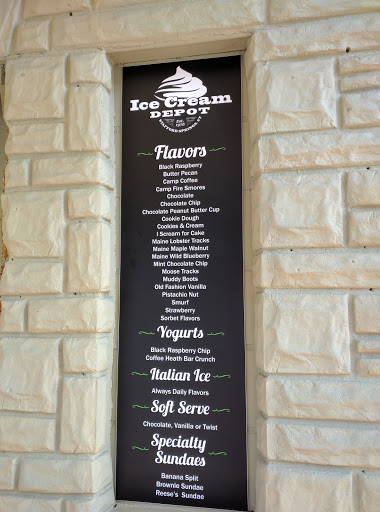 Ice Cream
DEPOT
STAFFORD SPRINGS, CT
Flavors
Black Raspberry
Butter Pecan
Camp Coffee
Camp Fire Smores
Chocolate
Chocolate Chip
Chocolate Peanut Butter Cup
Cookie Dough
Cookies & Cream
I Scream for Cake
Maine Lobster Tracks
Maine Maple Walnut
Maine Wild Blueberry
Mint Chocolate Chip
Moose Tracks
Muddy Boots
Old Fashion Vanilla
Pistachio Nut
Smurf
Strawberry
Sorbet Flavors
Yogurts
Black Raspberry Chip
Coffee Heath Bar Crunch
Italian Ice
Always Daily Flavors
Soft Serve
Chocolate, Vanilla or Twist
Specialty
Sundaes
Banana Split
Brownie Sundae
Reese's Sundae